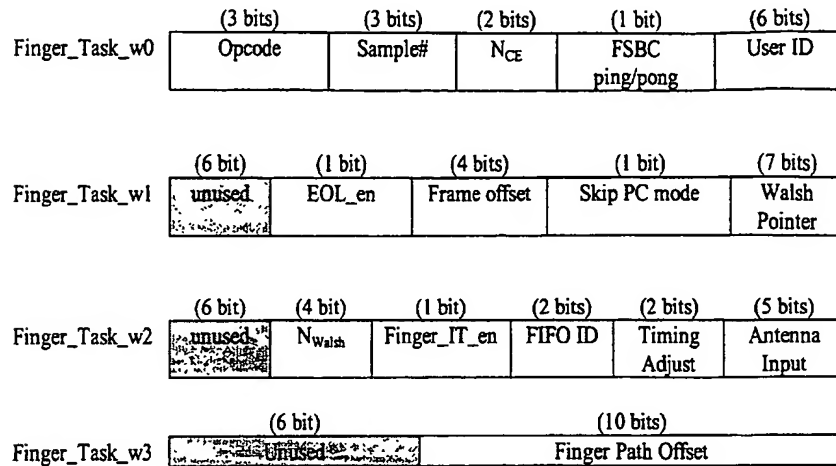 (3 bits) (3 bits) (2 bits) (1 bit) (6 bits)
Finger_Task_w0 Opcode Sample# NCE FSBC User ID
ping/pong
(6 bit) (1 bit) (4 bits) (1 bit) (7 bits)
Finger_Task_w1 unused EOL_en Frame offset Skip PC mode Walsh
Pointer
(6 bit) (4 bit) (1 bit) (2 bits) (2 bits) (5 bits)
Finger_Task_w2 unused NWalsh Finger_IT_en FIFO ID Timing Antenna
Adjust Input
(6 bit) (10 bits)
Finger_Task_w3 Unused Finger Path Offset